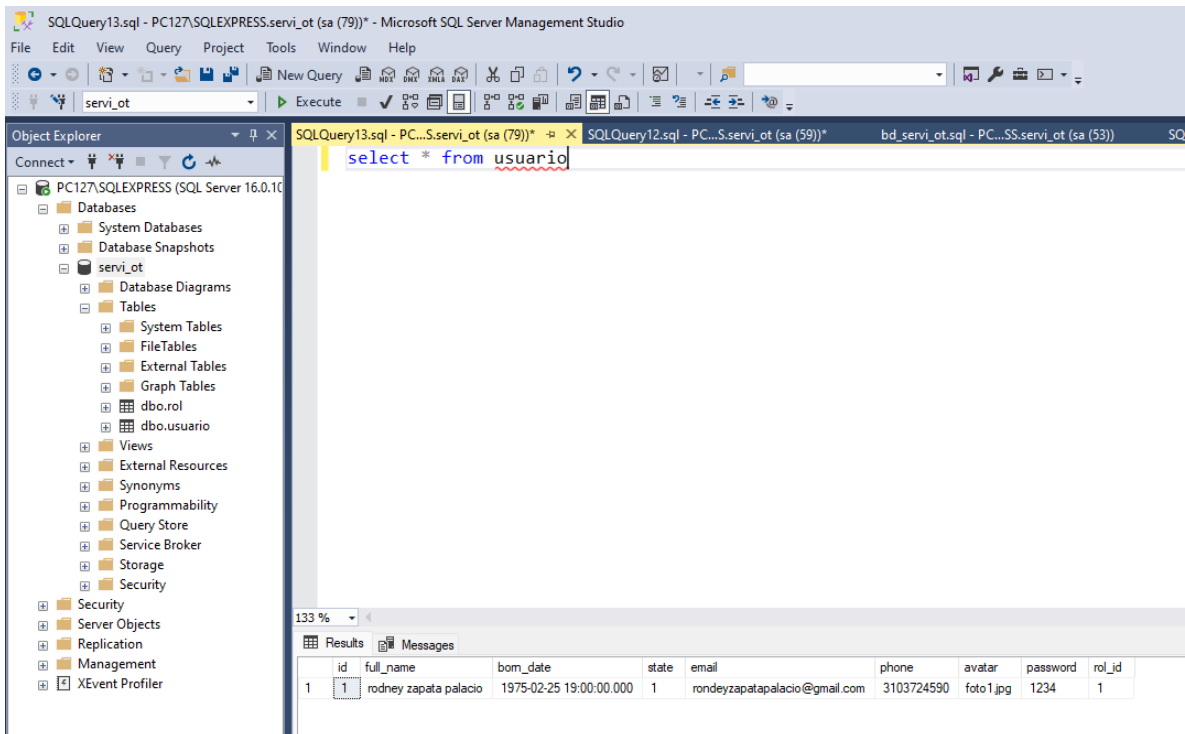 SQLQuery13.sql - PC127\SQLEXPRESS.servi_ot (sa (79))* - Microsoft SQL Server Management Studio
File Edit View Query Project Tools Window Help
New Query MDX DMX XMLA DAX
servi_ot Execute
Object Explorer
SQLQuery13.sql - PC...S.servi_ot (sa (79))* SQLQuery12.sql - PC...S.servi_ot (sa (59))* bd_servi_ot.sql - PC...SS.servi_ot (sa (53)) SQ
Connect
select * from usuario
PC127\SQLEXPRESS (SQL Server 16.0.10
Databases
System Databases
Database Snapshots
servi_ot
Database Diagrams
Tables
System Tables
FileTables
External Tables
Graph Tables
dbo.rol
dbo.usuario
Views
External Resources
Synonyms
Programmability
Query Store
Service Broker
Storage
Security
Security
Server Objects
Replication
Management
XEvent Profiler
133 %
Results Messages
id full_name born_date state email phone avatar password rol_id
1 1 rodney zapata palacio 1975-02-25 19:00:00.000 1 rondeyzapatapalacio@gmail.com 3103724590 foto1.jpg 1234 1